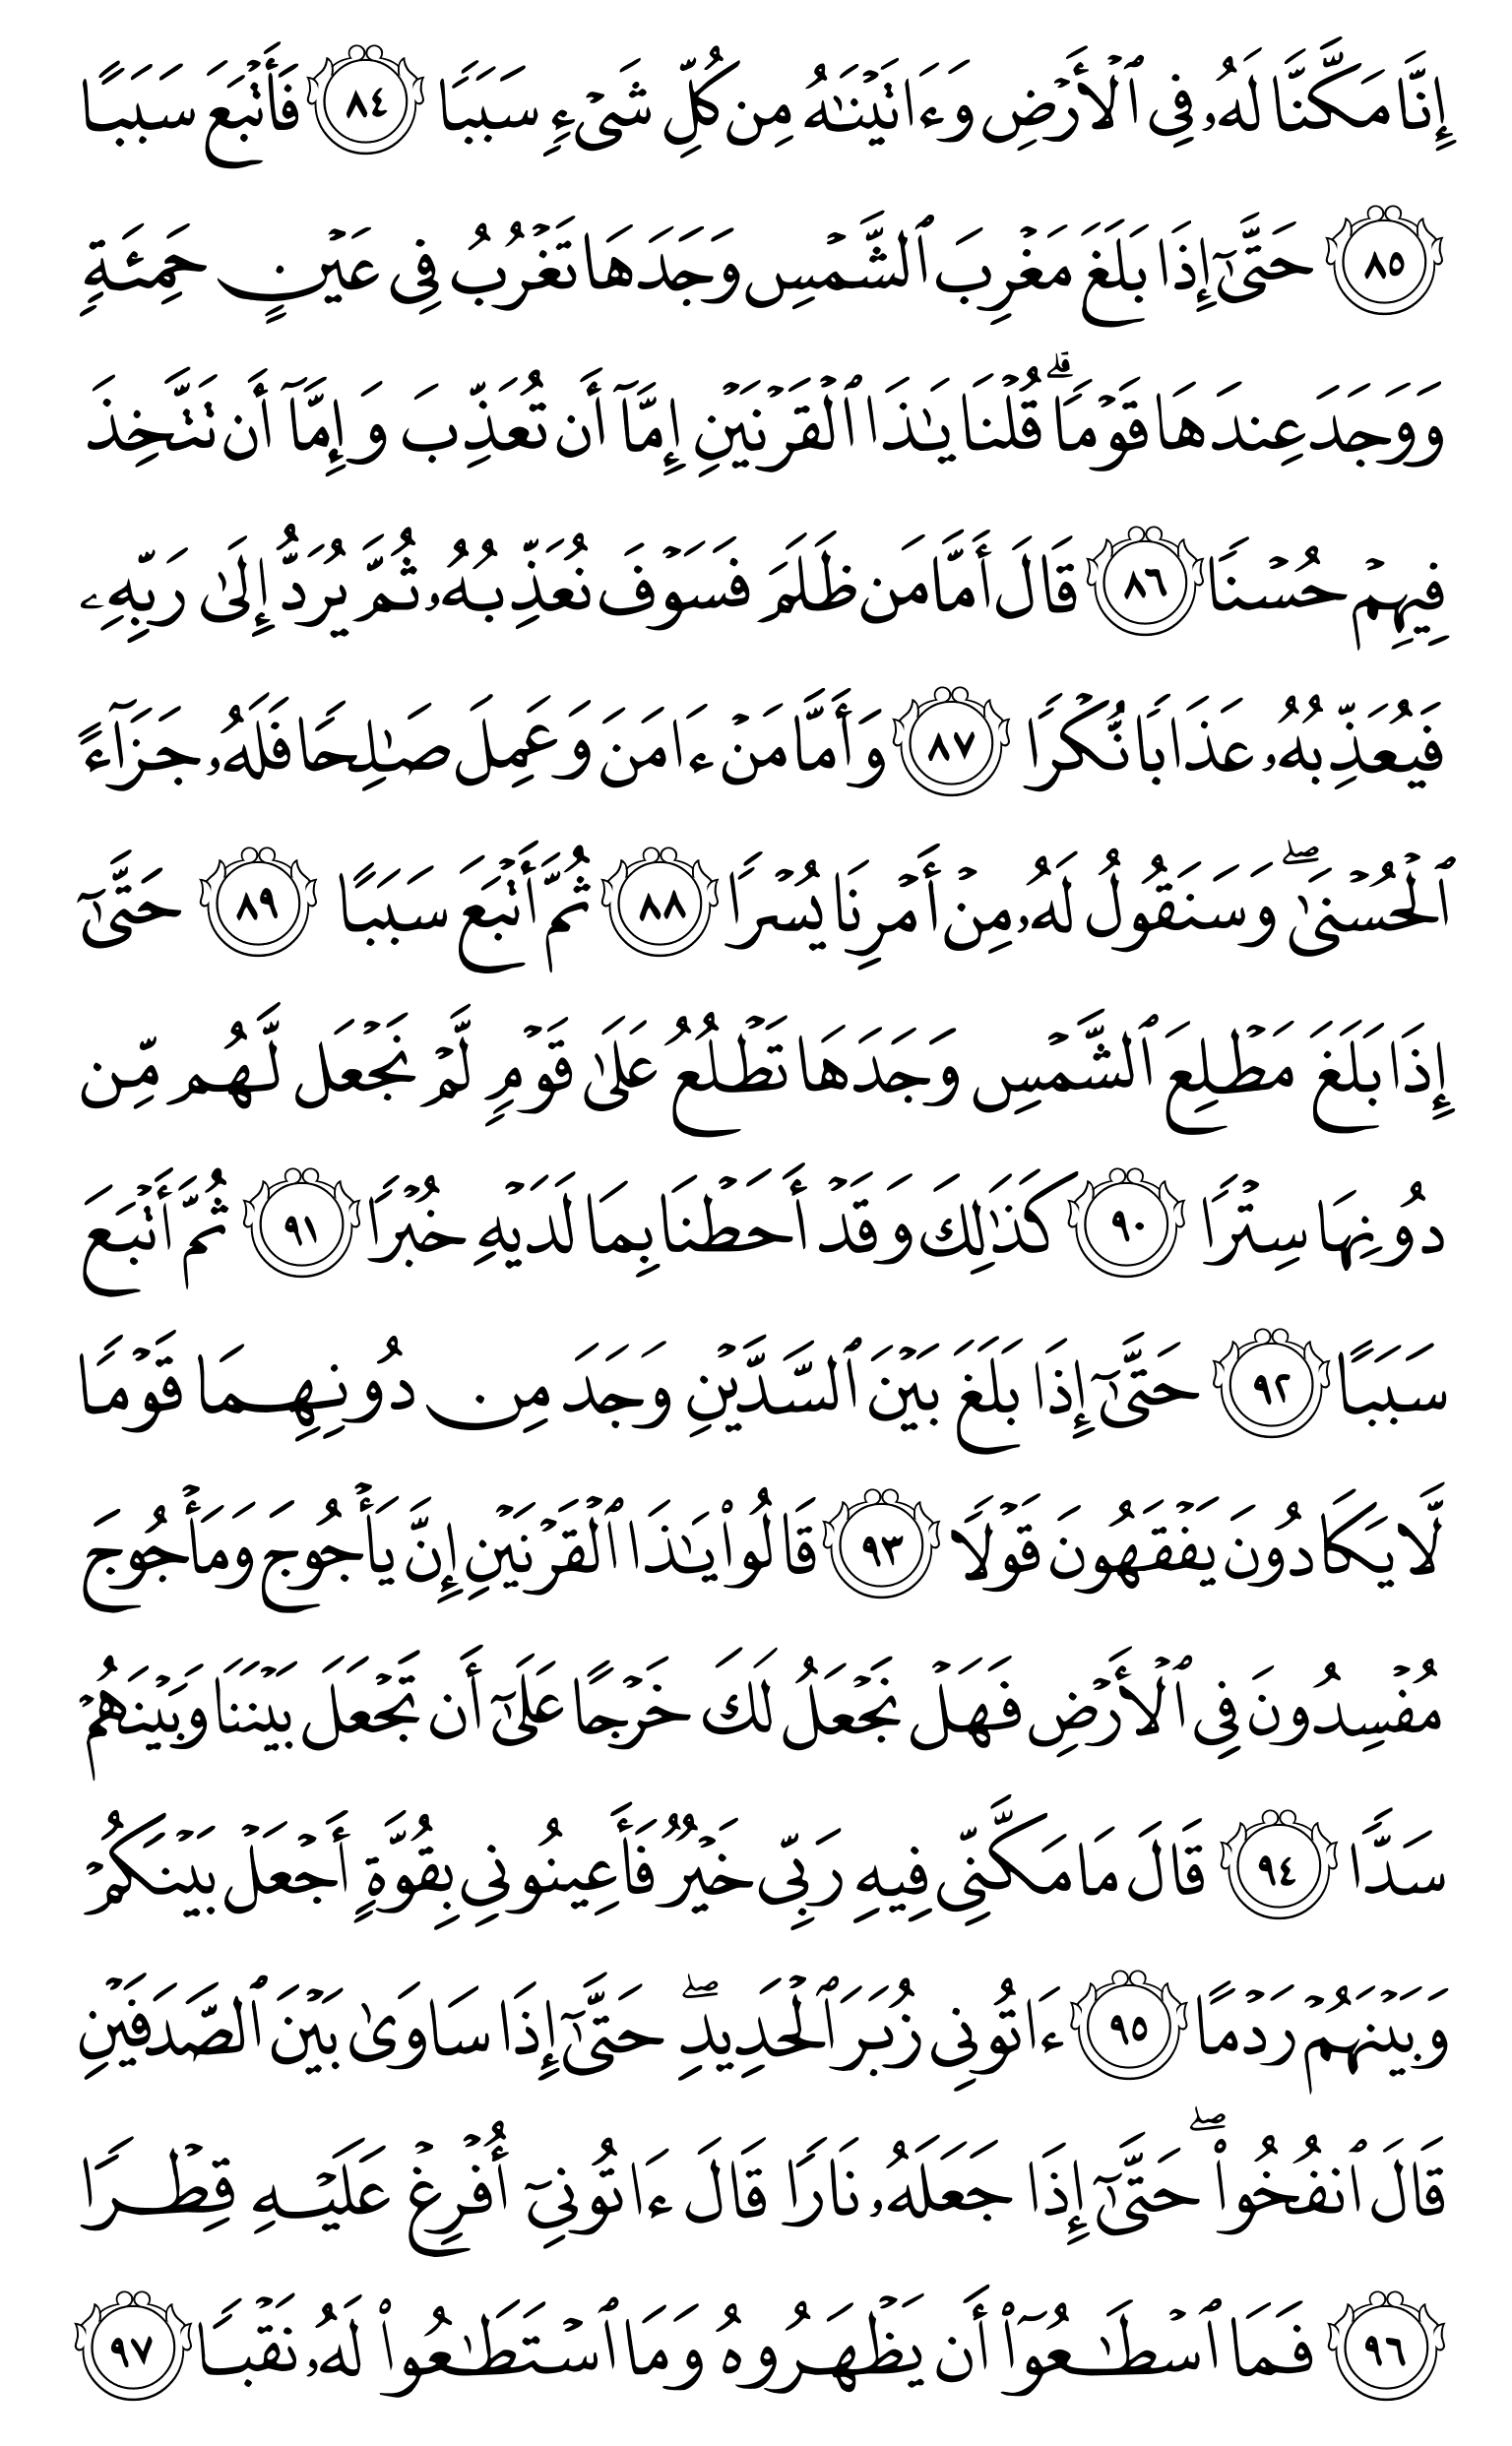 إِنَّا مَكَّنَّا لَهُۥ فِى ٱلْأَرْضِ وَءَاتَيْنَـٰهُ مِن كُلِّ شَىْءٍ سَبَبًا ٨٤ فَأَتْبَعَ سَبَبًا
٨٥ حَتَّىٰٓ إِذَا بَلَغَ مَغْرِبَ ٱلشَّمْسِ وَجَدَهَا تَغْرُبُ فِى عَيْنٍ حَمِئَةٍ
وَوَجَدَ عِندَهَا قَوْمًا ۗ قُلْنَا يَـٰذَا ٱلْقَرْنَيْنِ إِمَّآ أَن تُعَذِّبَ وَإِمَّآ أَن تَتَّخِذَ
فِيهِمْ حُسْنًا ٨٦ قَالَ أَمَّا مَن ظَلَمَ فَسَوْفَ نُعَذِّبُهُۥ ثُمَّ يُرَدُّ إِلَىٰ رَبِّهِۦ
فَيُعَذِّبُهُۥ عَذَابًا نُّكْرًا ٨٧ وَأَمَّا مَنْ ءَامَنَ وَعَمِلَ صَـٰلِحًا فَلَهُۥ جَزَآءً
ٱلْحُسْنَىٰ ۖ وَسَنَقُولُ لَهُۥ مِنْ أَمْرِنَا يُسْرًا ٨٨ ثُمَّ أَتْبَعَ سَبَبًا ٨٩ حَتَّىٰٓ
إِذَا بَلَغَ مَطْلِعَ ٱلشَّمْسِ وَجَدَهَا تَطْلُعُ عَلَىٰ قَوْمٍ لَّمْ نَجْعَل لَّهُم مِّن
دُونِهَا سِتْرًا ٩٠ كَذَٰلِكَ وَقَدْ أَحَطْنَا بِمَا لَدَيْهِ خُبْرًا ٩١ ثُمَّ أَتْبَعَ
سَبَبًا ٩٢ حَتَّىٰٓ إِذَا بَلَغَ بَيْنَ ٱلسَّدَّيْنِ وَجَدَ مِن دُونِهِمَا قَوْمًا
لَّا يَكَادُونَ يَفْقَهُونَ قَوْلًا ٩٣ قَالُوا۟ يَـٰذَا ٱلْقَرْنَيْنِ إِنَّ يَأْجُوجَ وَمَأْجُوجَ
مُفْسِدُونَ فِى ٱلْأَرْضِ فَهَلْ نَجْعَلُ لَكَ خَرْجًا عَلَىٰٓ أَن تَجْعَلَ بَيْنَنَا وَبَيْنَهُمْ
سَدًّا ٩٤ قَالَ مَا مَكَّنِّى فِيهِ رَبِّى خَيْرٌ فَأَعِينُونِى بِقُوَّةٍ أَجْعَلْ بَيْنَكُمْ
وَبَيْنَهُمْ رَدْمًا ٩٥ ءَاتُونِى زُبَرَ ٱلْحَدِيدِ ۖ حَتَّىٰٓ إِذَا سَاوَىٰ بَيْنَ ٱلصَّدَفَيْنِ
قَالَ ٱنفُخُوا۟ ۖ حَتَّىٰٓ إِذَا جَعَلَهُۥ نَارًا قَالَ ءَاتُونِىٓ أُفْرِغْ عَلَيْهِ قِطْرًا
٩٦ فَمَا ٱسْطَـٰعُوٓا۟ أَن يَظْهَرُوهُ وَمَا ٱسْتَطَـٰعُوا۟ لَهُۥ نَقْبًا ٩٧